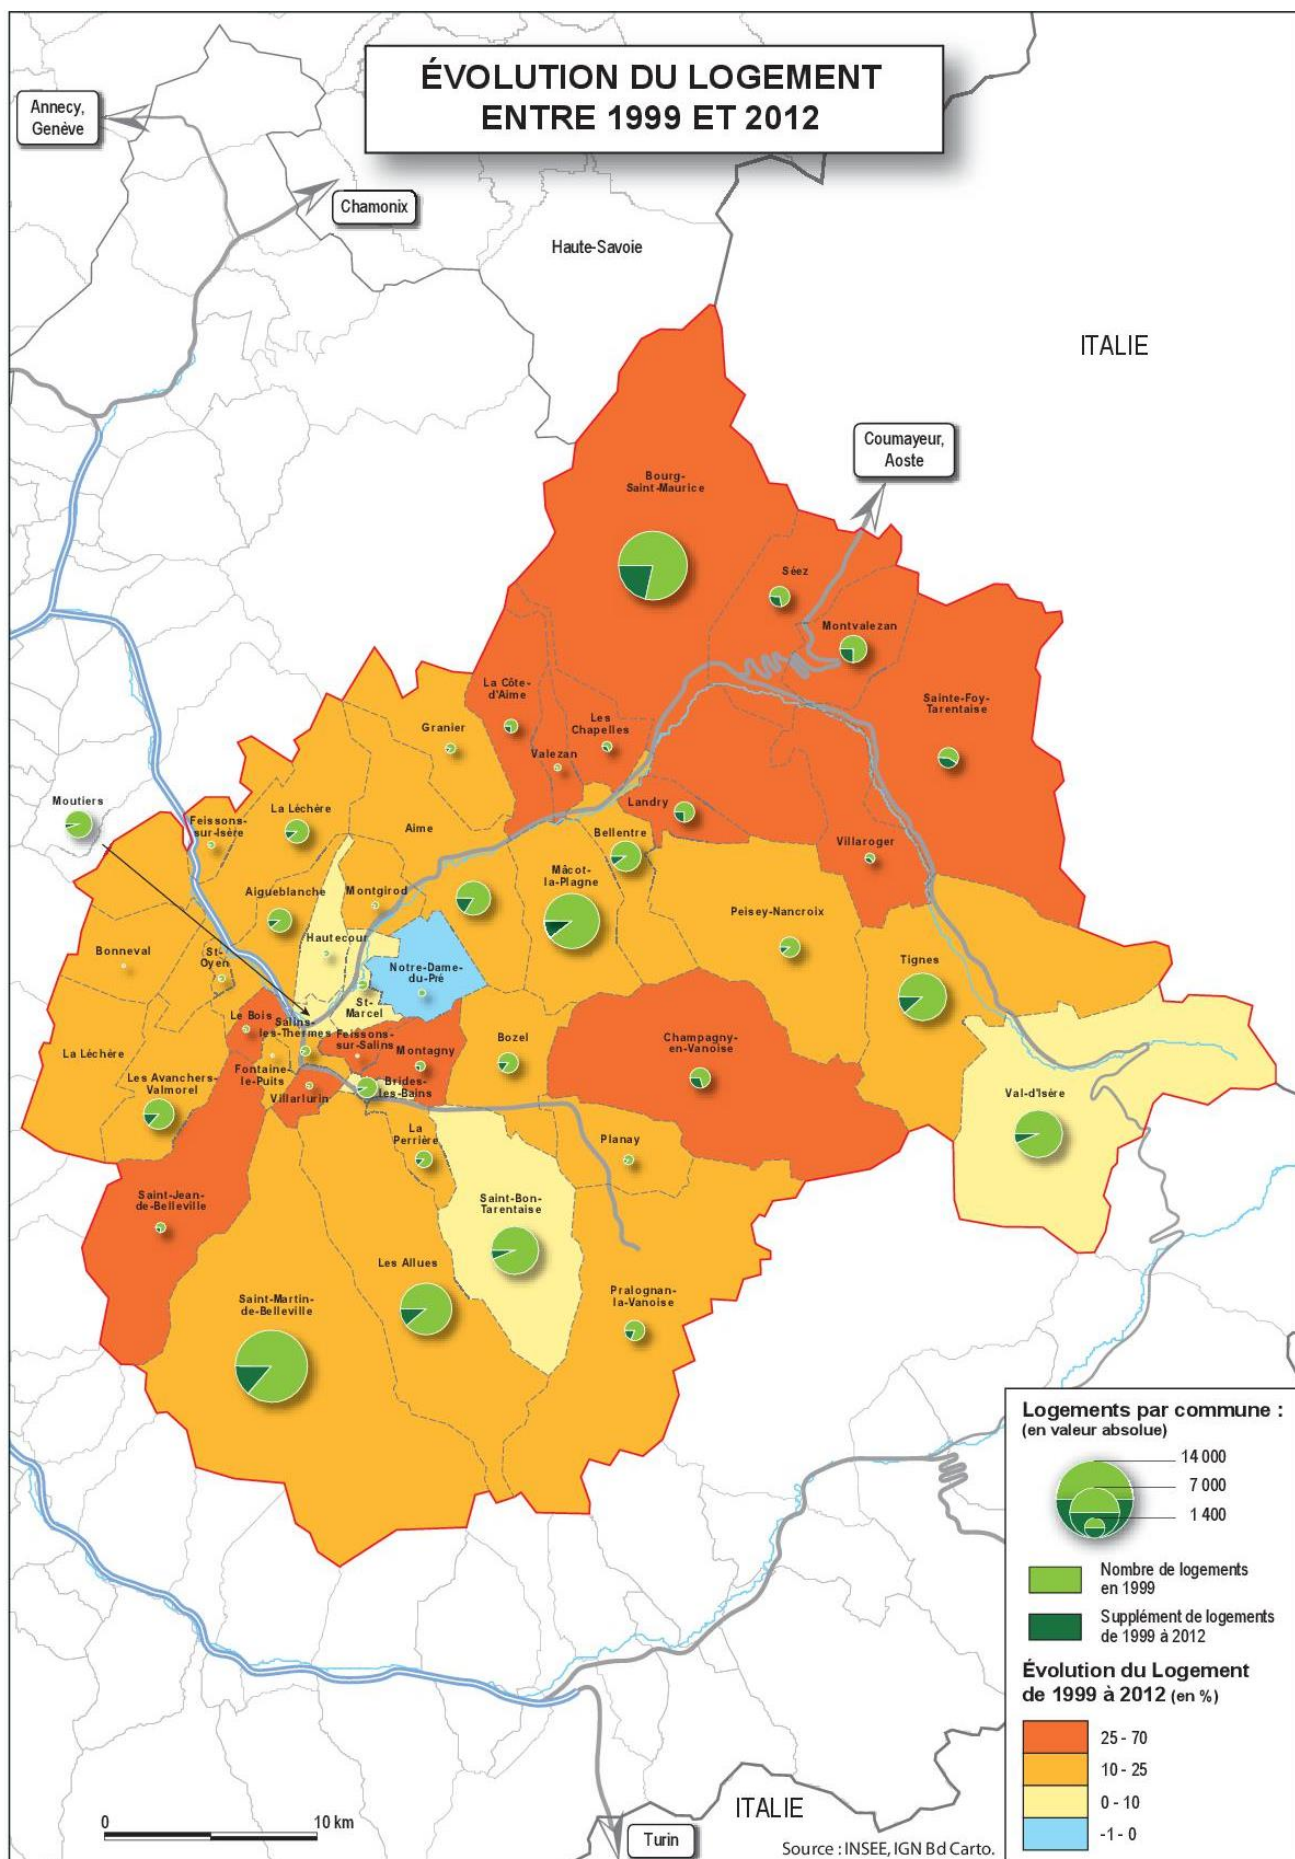 ÉVOLUTION DU LOGEMENT
ENTRE 1999 ET 2012
Annecy,
Genève
Chamonix
Haute-Savoie
ITALIE
Coumayeur,
Aoste
Bourg-
Saint-Maurice
Séez
Montvalezan
La Côte-
d'Aime
Sainte-Foy-
Tarentaise
Les
Chapelles
Granier
Valezan
Moutiers
La Léchère
Landry
Feissons-
sur-Isère
Aime
Bellentre
Villaroger
Mâcot-
la-Plagne
Aigueblanche
Montgirod
Peisey-Nancroix
Hautecour
Bonneval
St-
Oyen
Notre-Dame-
du-Pré
Tignes
St-
Marcel
Le Bois
Salins-
les-Thermes
Feissons-
sur-Salins
Bozel
Champagny-
en-Vanoise
La Léchère
Montagny
Fontaine-
le-Puits
Les Avanchers-
Valmorel
Brides-
les-Bains
Villarlurin
Val-d'Isère
La
Perrière
Planay
Saint-Jean-
de-Belleville
Saint-Bon-
Tarentaise
Les Allues
Saint-Martin-
de-Belleville
Pralognan-
la-Vanoise
Logements par commune :
(en valeur absolue)
14 000
7 000
1 400
Nombre de logements
en 1999
Supplément de logements
de 1999 à 2012
Évolution du Logement
de 1999 à 2012 (en %)
25 - 70
10 - 25
0 - 10
-1 - 0
0 10 km
ITALIE
Turin
Source : INSEE, IGN Bd Carto.